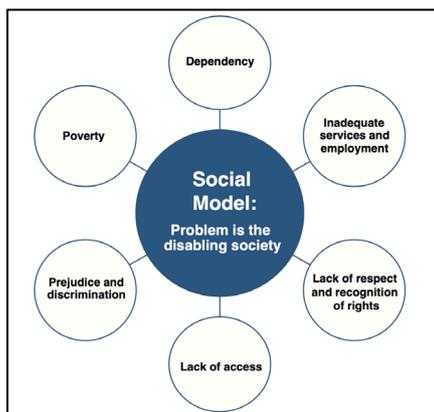 Dependency
Inadequate
services and
employment
Lack of respect
and recognition
of rights
Lack of access
Prejudice and
discrimination
Poverty
Social
Model:
Problem is the
disabling society